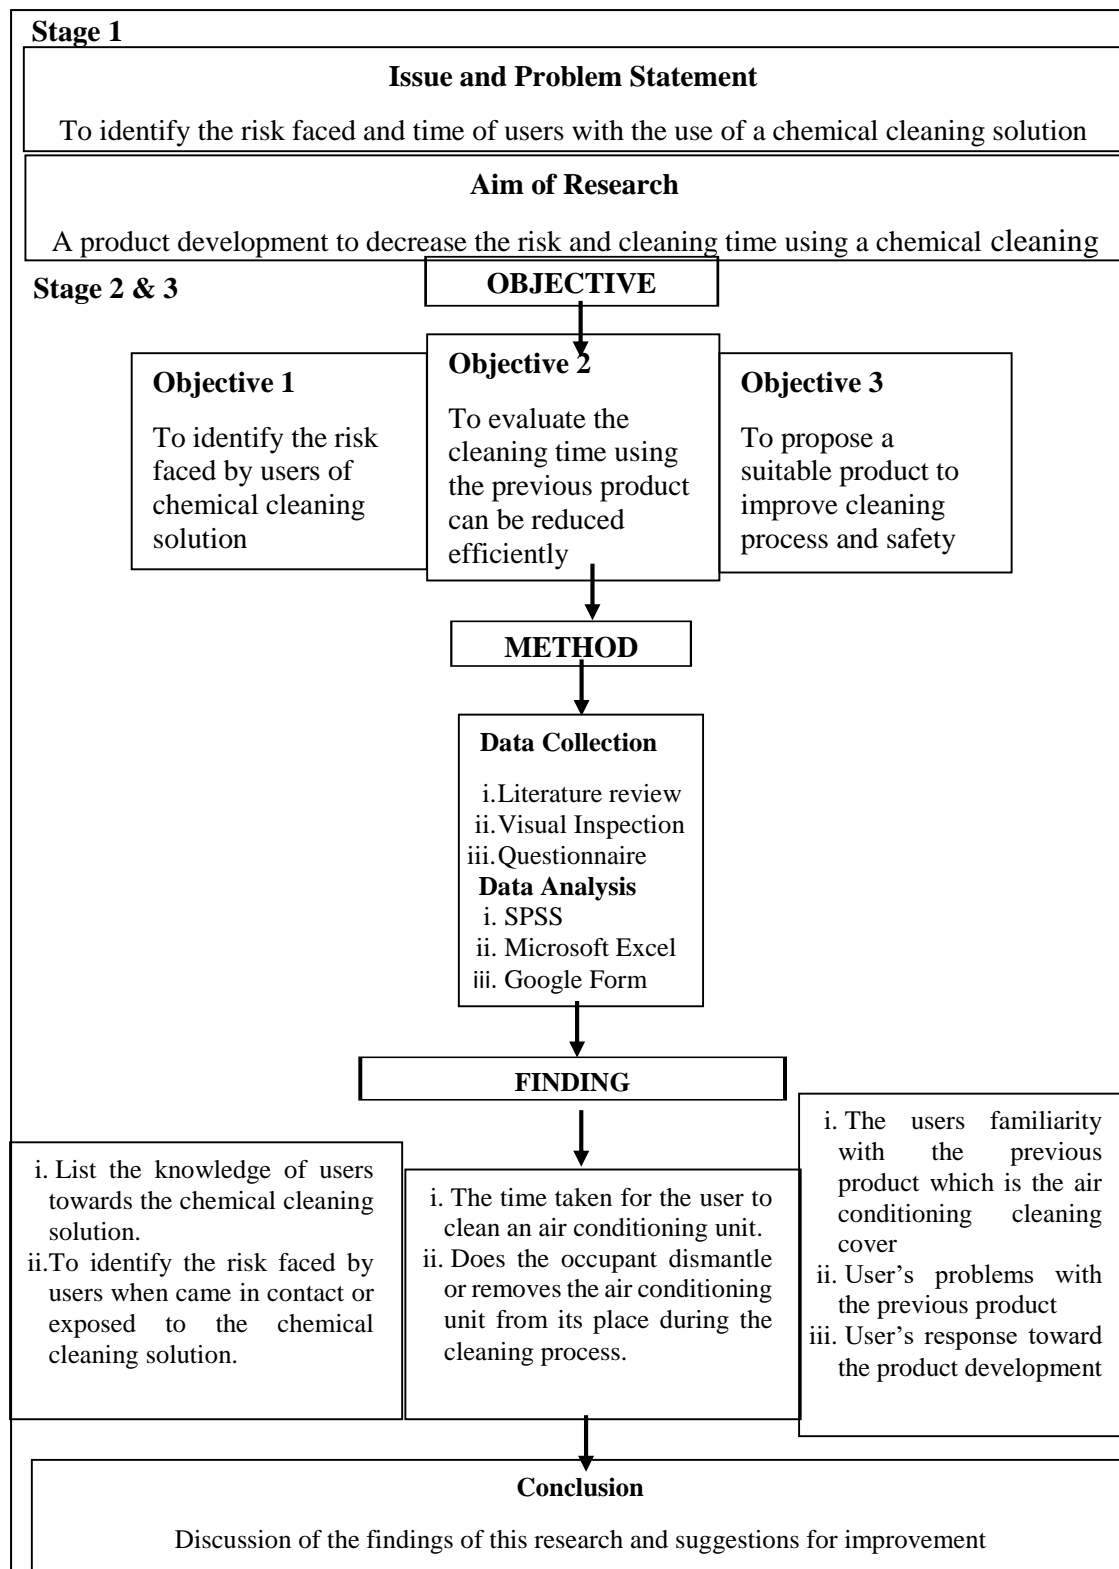 Stage 1
Issue and Problem Statement
To identify the risk faced and time of users with the use of a chemical cleaning solution
Aim of Research
A product development to decrease the risk and cleaning time using a chemical cleaning
Stage 2 & 3
OBJECTIVE
Objective 1
To identify the risk
faced by users of
chemical cleaning
solution
Objective 2
To evaluate the
cleaning time using
the previous product
can be reduced
efficiently
Objective 3
To propose a
suitable product to
improve cleaning
process and safety
METHOD
Data Collection
i. Literature review
ii. Visual Inspection
iii. Questionnaire
Data Analysis
i. SPSS
ii. Microsoft Excel
iii. Google Form
FINDING
i. List the knowledge of users
towards the chemical cleaning
solution.
ii. To identify the risk faced by
users when came in contact or
exposed to the chemical
cleaning solution.
i. The time taken for the user to
clean an air conditioning unit.
ii. Does the occupant dismantle
or removes the air conditioning
unit from its place during the
cleaning process.
i. The users familiarity
with the previous
product which is the air
conditioning cleaning
cover
ii. User's problems with
the previous product
iii. User's response toward
the product development
Conclusion
Discussion of the findings of this research and suggestions for improvement